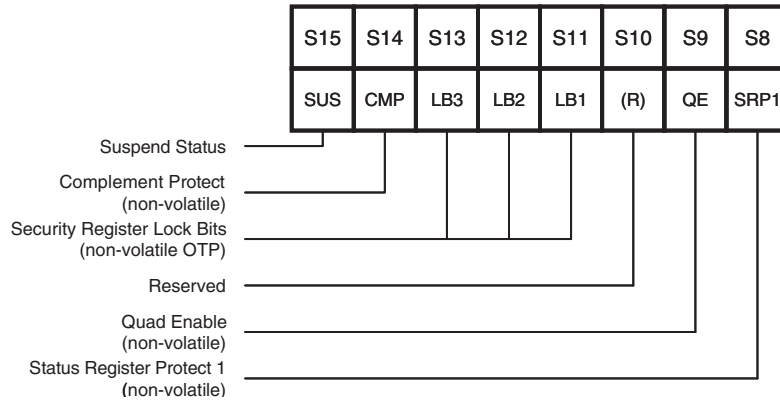 S15 S14 S13 S12 S11 S10 S9 S8
SUS CMP LB3 LB2 LB1 (R) QE SRP1
Suspend Status
Complement Protect
(non-volatile)
Security Register Lock Bits
(non-volatile OTP)
Reserved
Quad Enable
(non-volatile)
Status Register Protect 1
(non-volatile)